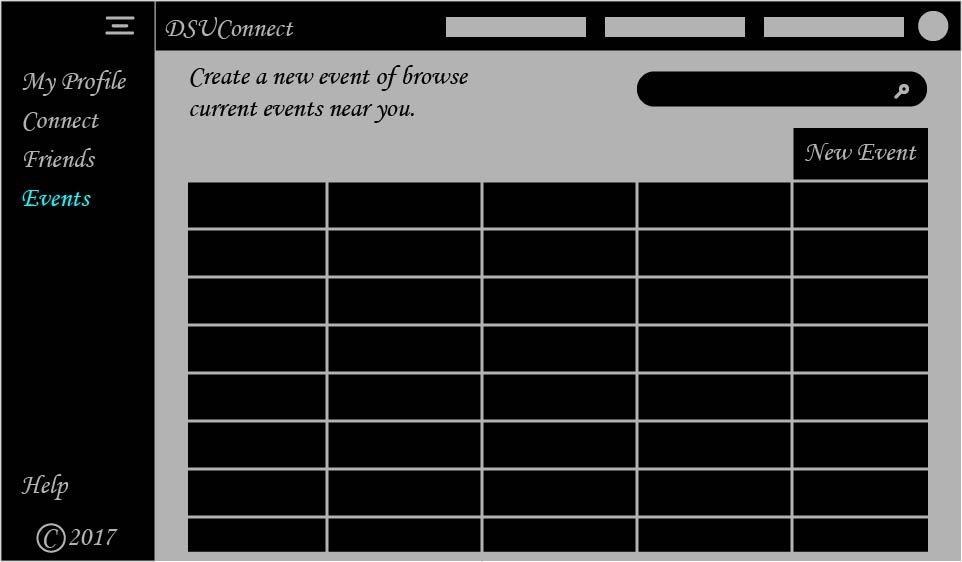 DSUConnect
My Profile
Connect
Friends
Events
Create a new event of browse
current events near you.
New Event
Help
© 2017